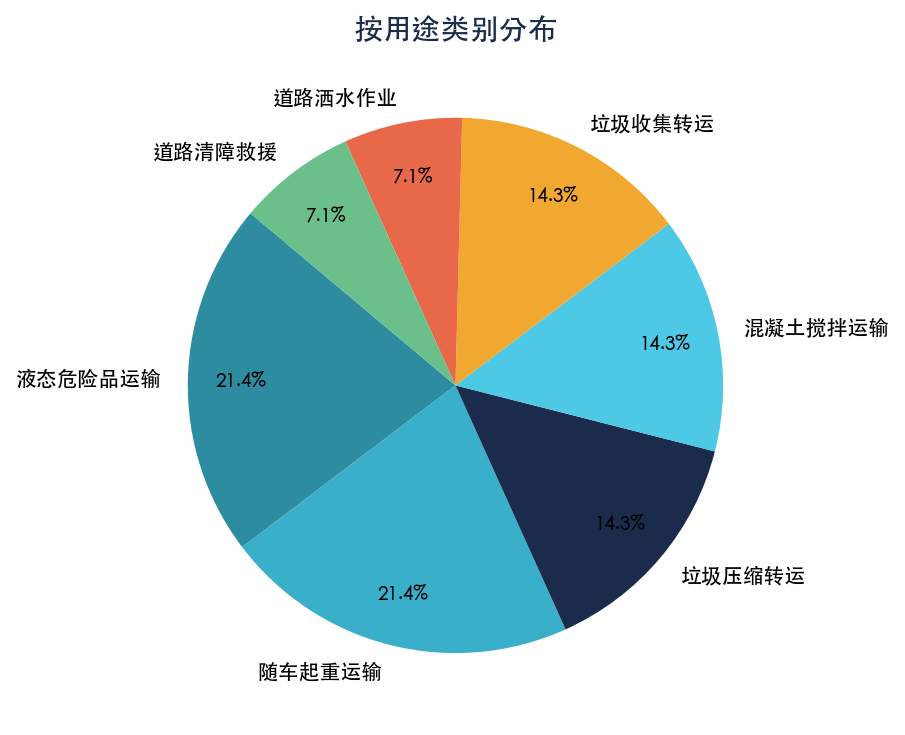 按用途类别分布
道路洒水作业
垃圾收集转运
道路清障救援
7.1%
14.3%
7.1%
混凝土搅拌运输
14.3%
液态危险品运输
21.4%
14.3%
垃圾压缩转运
21.4%
随车起重运输